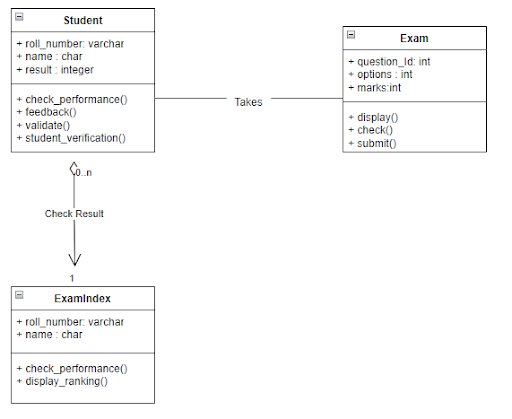 Student
+ roll_number: varchar
+ name : char
+ result : integer
+ check_performance()
+ feedback()
+ validate()
+ student_verification()
Takes
Exam
+ question_Id: int
+ options : int
+ marks:int
+ display()
+ check()
+ submit()
0..n
Check Result
1
ExamIndex
+ roll_number: varchar
+ name : char
+ check_performance()
+ display_ranking()